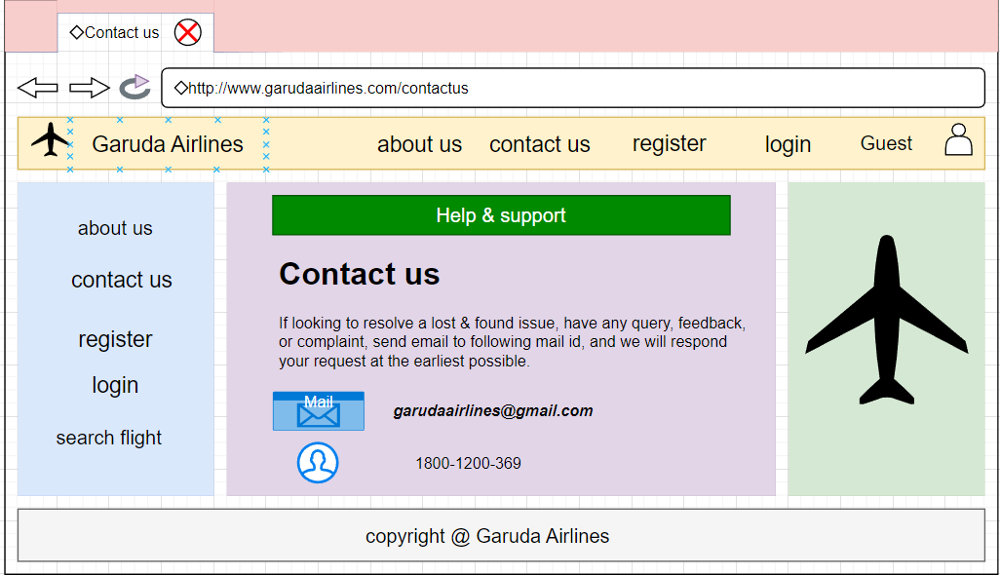 Contact us
http://www.garudaairlines.com/contactus
Garuda Airlines about us contact us register login Guest
about us
contact us
register
login
search flight
Help & support
Contact us
If looking to resolve a lost & found issue, have any query, feedback,
or complaint, send email to following mail id, and we will respond
your request at the earliest possible.
Mail
garudaairlines@gmail.com
1800-1200-369
copyright @ Garuda Airlines